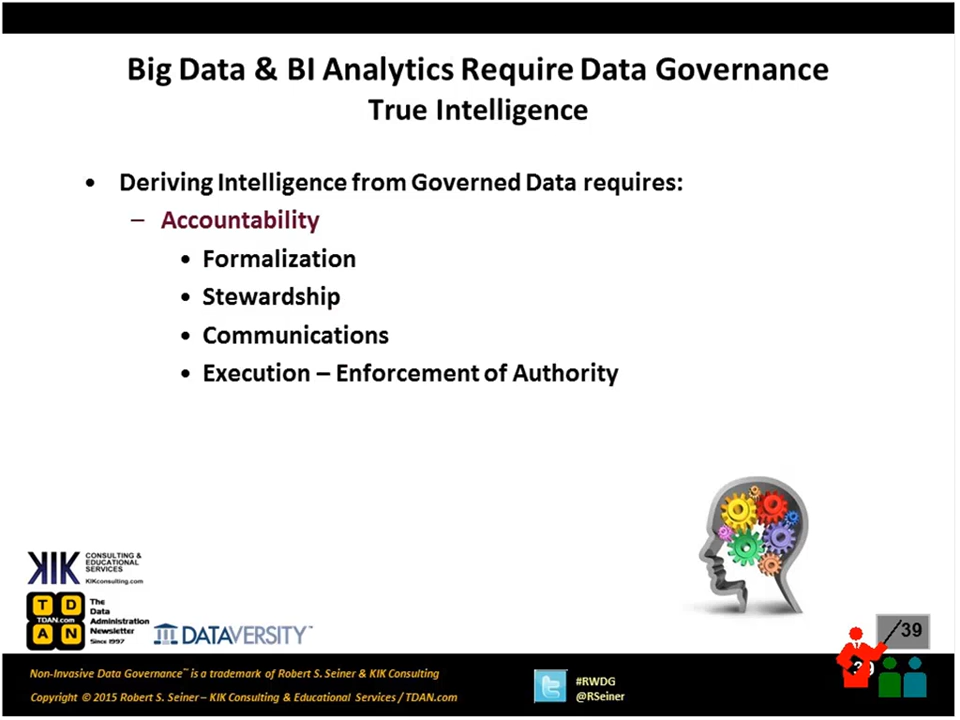 Big Data & BI Analytics Require Data Governance
True Intelligence
• Deriving Intelligence from Governed Data requires:
– Accountability
• Formalization
• Stewardship
• Communications
• Execution – Enforcement of Authority
KIK CONSULTING & EDUCATIONAL SERVICES
KIKconsulting.com
T D
TDAN.com
A N
The
Data
Administration
Newsletter
Since 1997
DATAVERSITY™
/39
39
Non-Invasive Data Governance™ is a trademark of Robert S. Seiner & KIK Consulting
Copyright © 2015 Robert S. Seiner – KIK Consulting & Educational Services / TDAN.com
#RWDG
@RSeiner